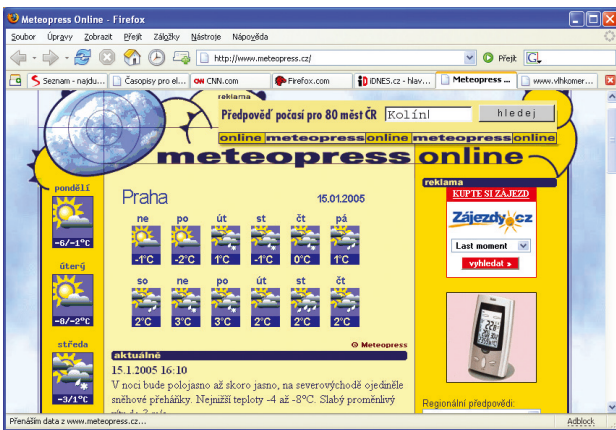 Meteopress Online - Firefox
Soubor Úpravy Zobrazit Přejít Záložky Nástroje Nápověda
http://www.meteopress.cz/ Přejít
Seznam - najdu... Časopisy pro el... CNN.com Firefox.com iDNES.cz - hlav... Meteopress ... www.vlhkomer...
reklama
Předpověď počasí pro 80 měst ČR Kolín hledej
online meteopress online meteopress online
meteopress online
pondělí
-6/-1°C
úterý
-8/-2°C
středa
-3/1°C
Praha 15.01.2005
ne po út st čt pá
-1°C -2°C 1°C -1°C 0°C 1°C
so ne po út st čt
2°C 3°C 3°C 2°C 2°C 2°C
© Meteopress
aktuálně
15.1.2005 16:10
V noci bude polojasno až skoro jasno, na severovýchodě ojediněle
sněhové přeháňky. Nejnižší teploty -4 až -8°C. Slabý proměnlivý
reklama
KUPTE SI ZÁJEZD
Zájezdy.cz
Last moment
vyhledat »
Regionální předpovědi:
Přenáším data z www.meteopress.cz... Adblock